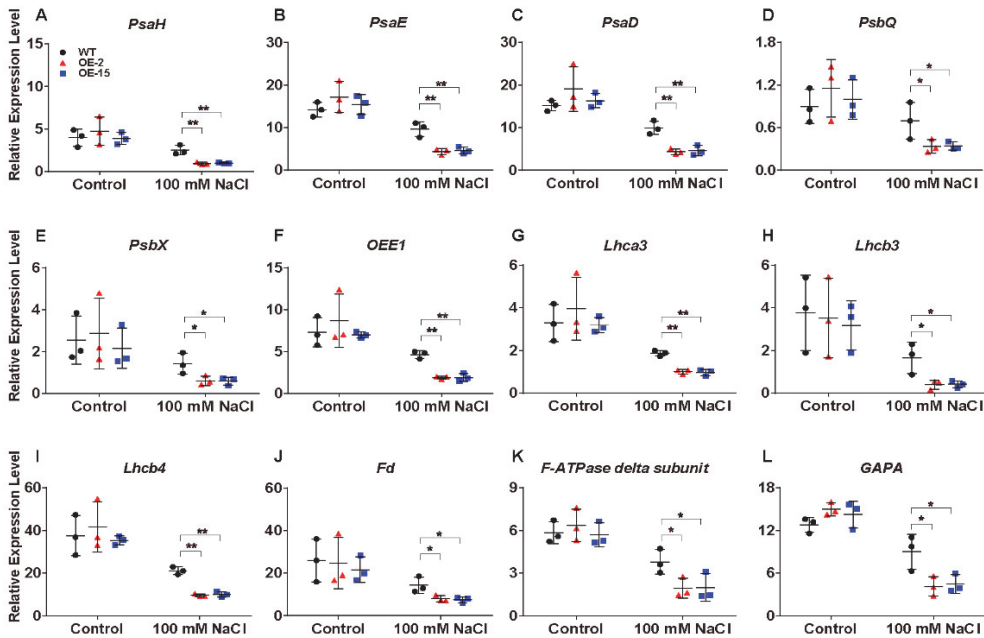 A PsaH
B PsaE
C PsaD
D PsbQ
Relative Expression Level
15
10
5
0
WT
OE-2
OE-15
** **
Control 100 mM NaCl
30
20
10
0
** **
Control 100 mM NaCl
30
20
10
0
** **
Control 100 mM NaCl
1.8
1.2
0.6
0.0
* *
Control 100 mM NaCl
E PsbX
F OEE1
G Lhca3
H Lhcb3
Relative Expression Level
6
4
2
0
* *
Control 100 mM NaCl
15
10
5
0
** **
Control 100 mM NaCl
6
4
2
0
** **
Control 100 mM NaCl
6
4
2
0
* *
Control 100 mM NaCl
I Lhcb4
J Fd
K F-ATPase delta subunit
L GAPA
Relative Expression Level
60
40
20
0
** **
Control 100 mM NaCl
60
40
20
0
* *
Control 100 mM NaCl
9
6
3
0
* *
Control 100 mM NaCl
18
12
6
0
* *
Control 100 mM NaCl